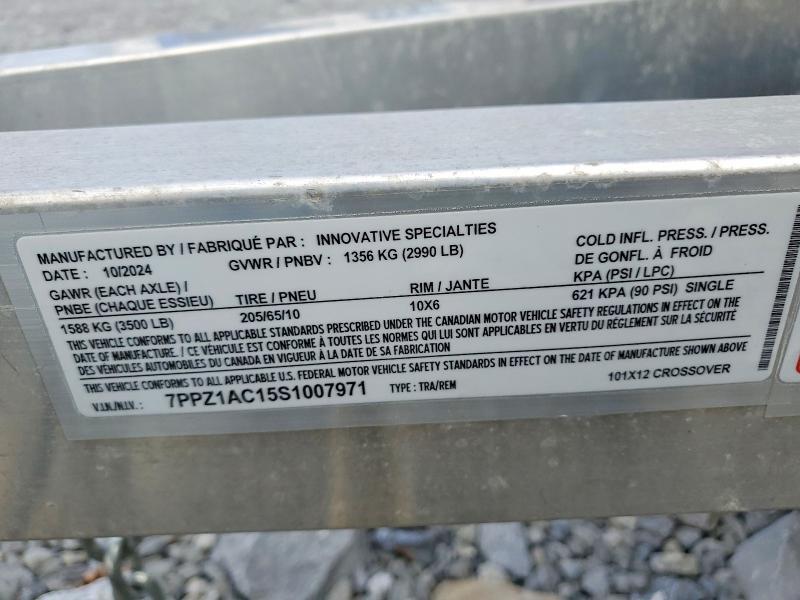 MANUFACTURED BY / FABRIQUÉ PAR : INNOVATIVE SPECIALTIES
DATE : 10/2024 GVWR / PNBV : 1356 KG (2990 LB)
COLD INFL. PRESS. / PRESS.
DE GONFL. À FROID
KPA (PSI / LPC)
GAWR (EACH AXLE) /
PNBE (CHAQUE ESSIEU) TIRE / PNEU RIM / JANTE
1588 KG (3500 LB) 205/65/10 10X6 621 KPA (90 PSI) SINGLE
THIS VEHICLE CONFORMS TO ALL APPLICABLE STANDARDS PRESCRIBED UNDER THE CANADIAN MOTOR VEHICLE SAFETY REGULATIONS IN EFFECT ON THE
DATE OF MANUFACTURE. / CE VÉHICULE EST CONFORME À TOUTES LES NORMES QUI LUI SONT APPLICABLES EN VERTU DU RÉGLEMENT SUR LA SÉCURITÉ
DES VÉHICULES AUTOMOBILES DU CANADA EN VIGUEUR À LA DATE DE SA FABRICATION
THIS VEHICLE CONFORMS TO ALL APPLICABLE U.S. FEDERAL MOTOR VEHICLE SAFETY STANDARDS IN EFFECT ON THE DATE OF MANUFACTURE SHOWN ABOVE
V.I.N./N.I.V.: 7PPZ1AC15S1007971 TYPE : TRA/REM 101X12 CROSSOVER